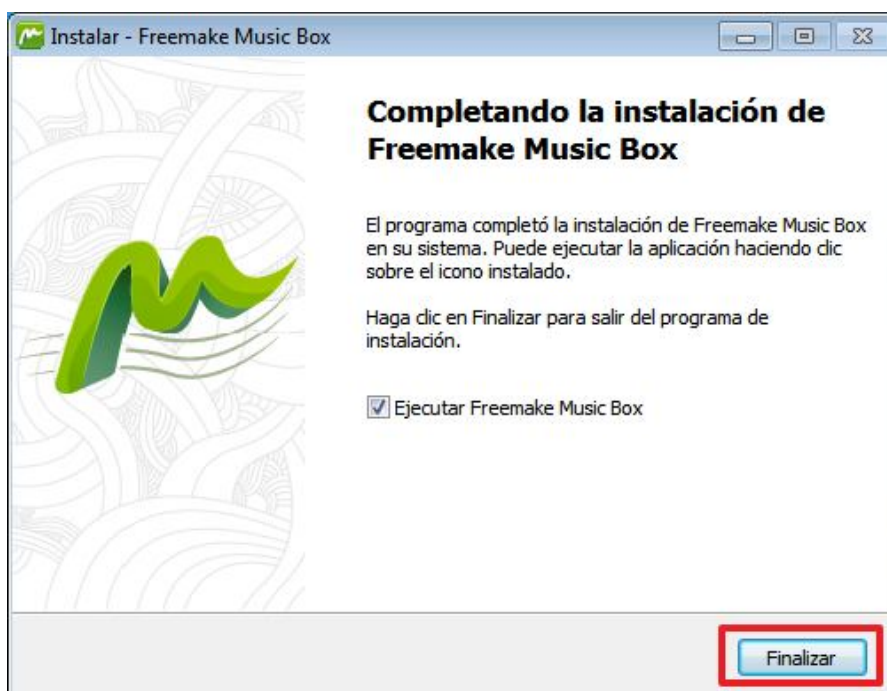 Instalar - Freemake Music Box
Completando la instalación de
Freemake Music Box
El programa completó la instalación de Freemake Music Box
en su sistema. Puede ejecutar la aplicación haciendo clic
sobre el icono instalado.
Haga clic en Finalizar para salir del programa de
instalación.
Ejecutar Freemake Music Box
Finalizar